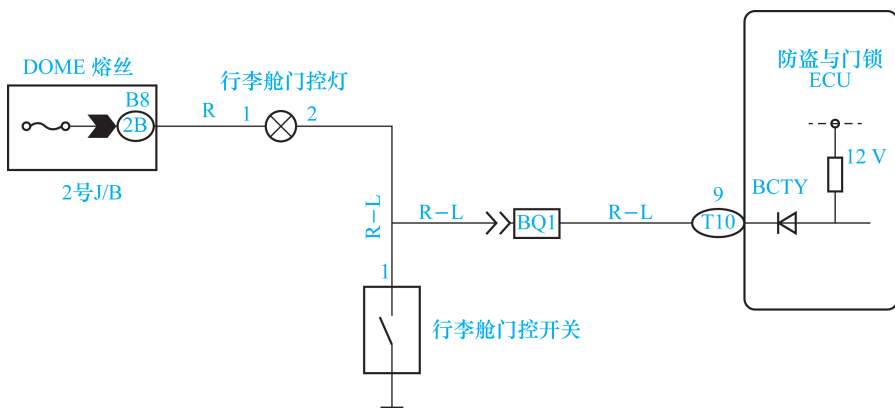 DOME 熔丝
B8
2B
2号J/B
R
行李舱门控灯
1
2
R-L
R-L
BQ1
R-L
1
行李舱门控开关
9
T10
防盗与门锁
ECU
12 V
BCTY